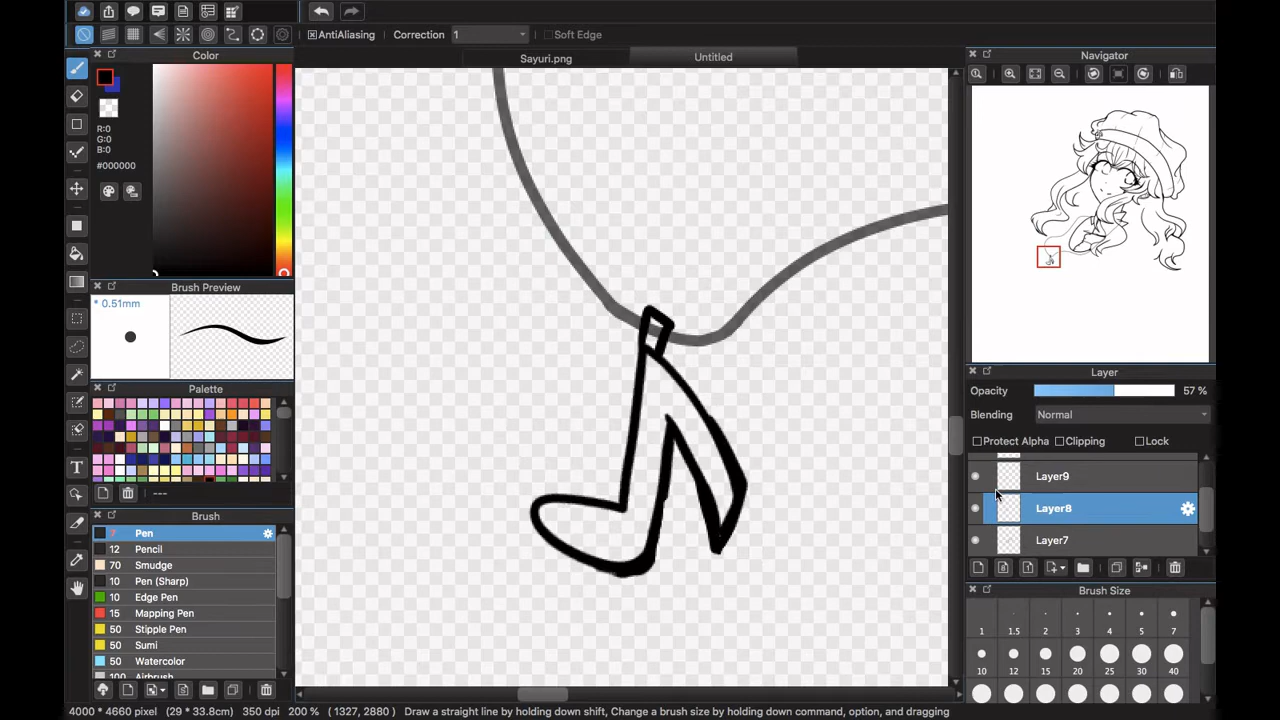 AntiAliasing Correction 1 Soft Edge
Color
Sayuri.png Untitled
Navigator
R:0
G:0
B:0
#000000
Brush Preview
* 0.51mm
Palette
---
Brush
7 Pen
12 Pencil
70 Smudge
10 Pen (Sharp)
10 Edge Pen
15 Mapping Pen
50 Stipple Pen
50 Sumi
50 Watercolor
100 Airbrush
Layer
Opacity 57 %
Blending Normal
Protect Alpha Clipping Lock
Layer9
Layer8
Layer7
Brush Size
1 1.5 2 3 4 5 7
10 12 15 20 25 30 40
T
4000 * 4660 pixel (29 * 33.8cm) 350 dpi 200 % ( 1327, 2880 ) Draw a straight line by holding down shift, Change a brush size by holding down command, option, and dragging